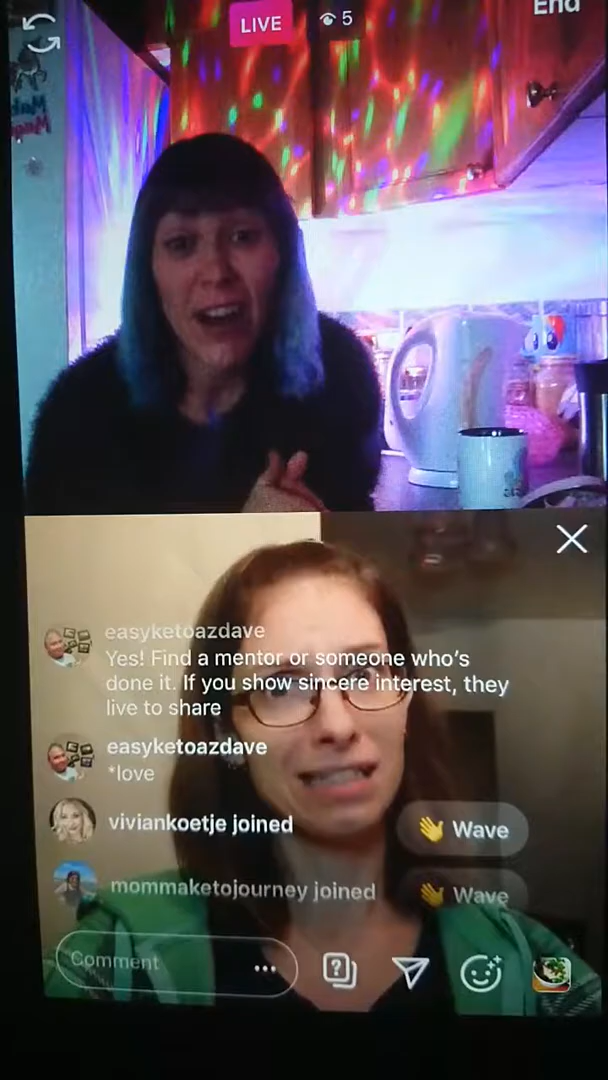 LIVE
5
End
easyketoazdave
Yes! Find a mentor or someone who's
done it. If you show sincere interest, they
live to share
easyketoazdave
*love
viviankoetje joined
Wave
mommaketojourney joined
Wave
Comment